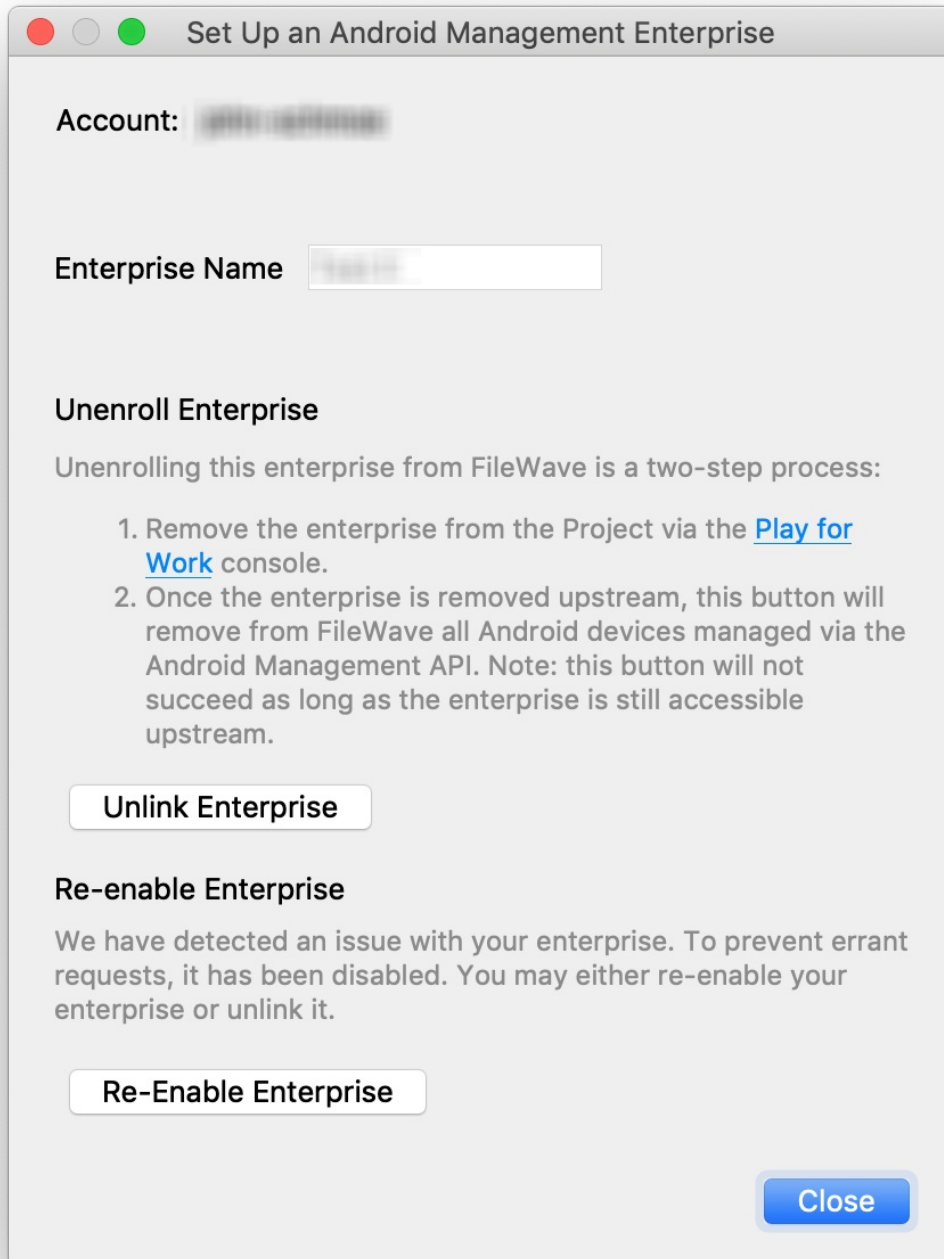 Set Up an Android Management Enterprise
Account:
Enterprise Name
Unenroll Enterprise
Unenrolling this enterprise from FileWave is a two-step process:
1. Remove the enterprise from the Project via the Play for
Work console.
2. Once the enterprise is removed upstream, this button will
remove from FileWave all Android devices managed via the
Android Management API. Note: this button will not
succeed as long as the enterprise is still accessible
upstream.
Unlink Enterprise
Re-enable Enterprise
We have detected an issue with your enterprise. To prevent errant
requests, it has been disabled. You may either re-enable your
enterprise or unlink it.
Re-Enable Enterprise
Close